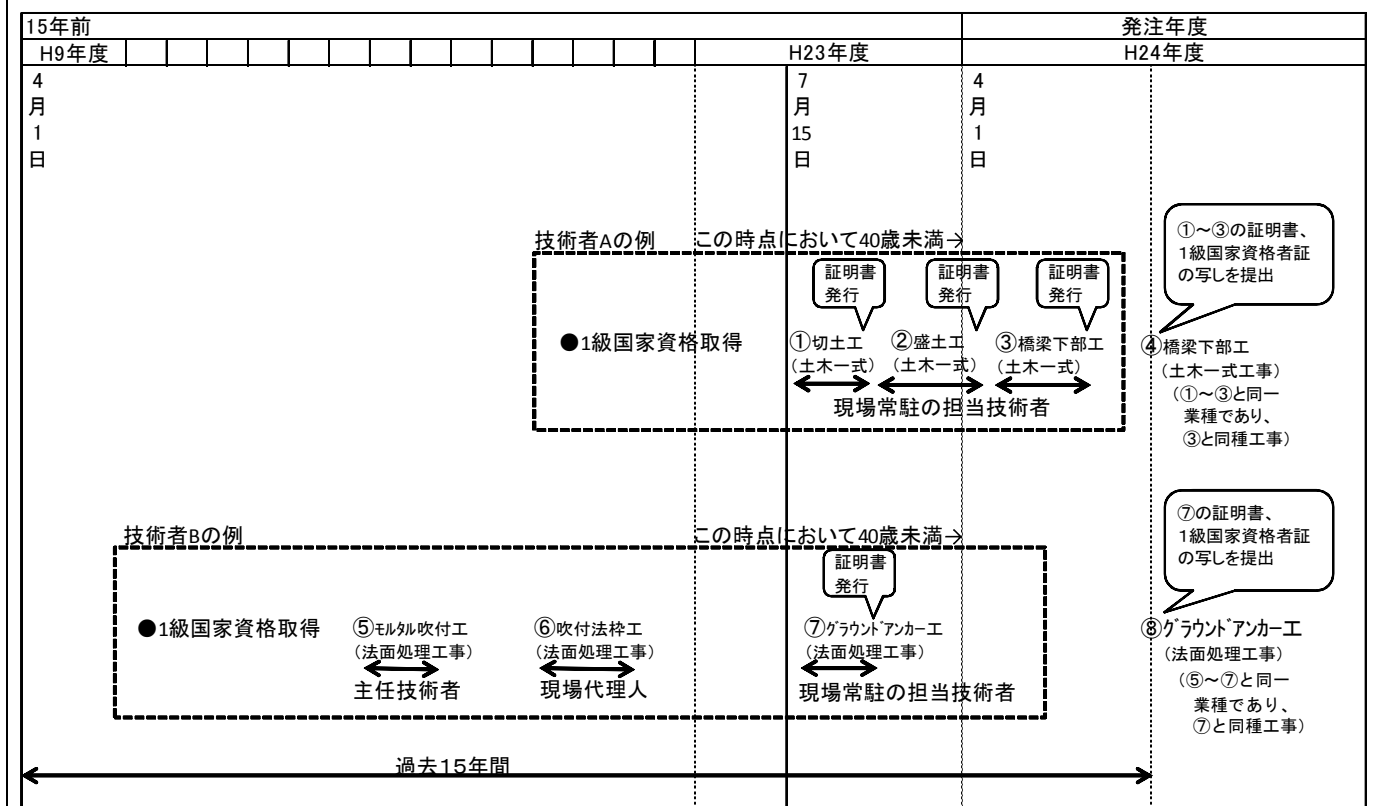 15年前
発注年度
H9年度
H23年度
H24年度
4月1日
7月15日
4月1日
技術者Aの例
この時点において40歳未満→
証明書
発行
証明書
発行
証明書
発行
①~③の証明書、
1級国家資格者証
の写しを提出
●1級国家資格取得
①切土工
(土木一式)
②盛土工
(土木一式)
③橋梁下部工
(土木一式)
現場常駐の担当技術者
④橋梁下部工
(土木一式工事)
(①~③と同一
業種であり、
③と同種工事)
技術者Bの例
この時点において40歳未満→
証明書
発行
⑦の証明書、
1級国家資格者証
の写しを提出
●1級国家資格取得
⑤ﾓﾙﾀﾙ吹付工
(法面処理工事)
主任技術者
⑥吹付法枠工
(法面処理工事)
現場代理人
⑦ｸﾞﾗｳﾝﾄﾞｱﾝｶｰ工
(法面処理工事)
現場常駐の担当技術者
⑧ｸﾞﾗｳﾝﾄﾞｱﾝｶｰ工
(法面処理工事)
(⑤~⑦と同一
業種であり、
⑦と同種工事)
過去15年間